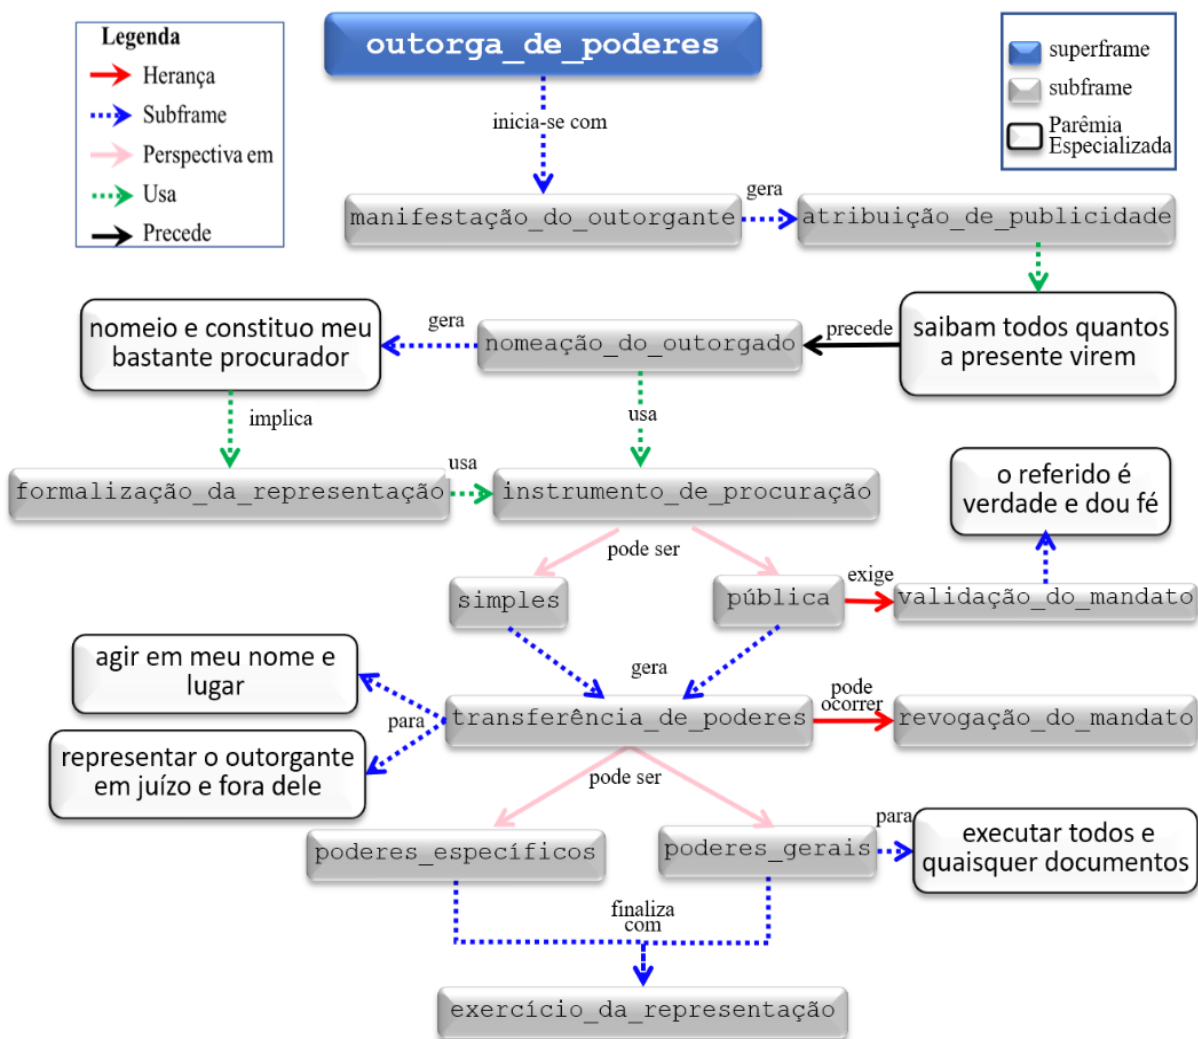 Legenda
Herança
Subframe
Perspectiva em
Usa
Precede
outorga_de_poderes
superframe
subframe
Parêmia
Especializada
inicia-se com
manifestação_do_outorgante
gera
atribuição_de_publicidade
nomeio e constituo meu
bastante procurador
gera
nomeação_do_outorgado
precede
saibam todos quantos
a presente virem
implica
usa
formalização_da_representação
usa
instrumento_de_procuração
o referido é
verdade e dou fé
pode ser
simples
pública
exige
validação_do_mandato
agir em meu nome e
lugar
gera
para
transferência_de_poderes
pode
ocorrer
revogação_do_mandato
representar o outorgante
em juízo e fora dele
pode ser
poderes_específicos
poderes_gerais
para
executar todos e
quaisquer documentos
finaliza
com
exercício_da_representação